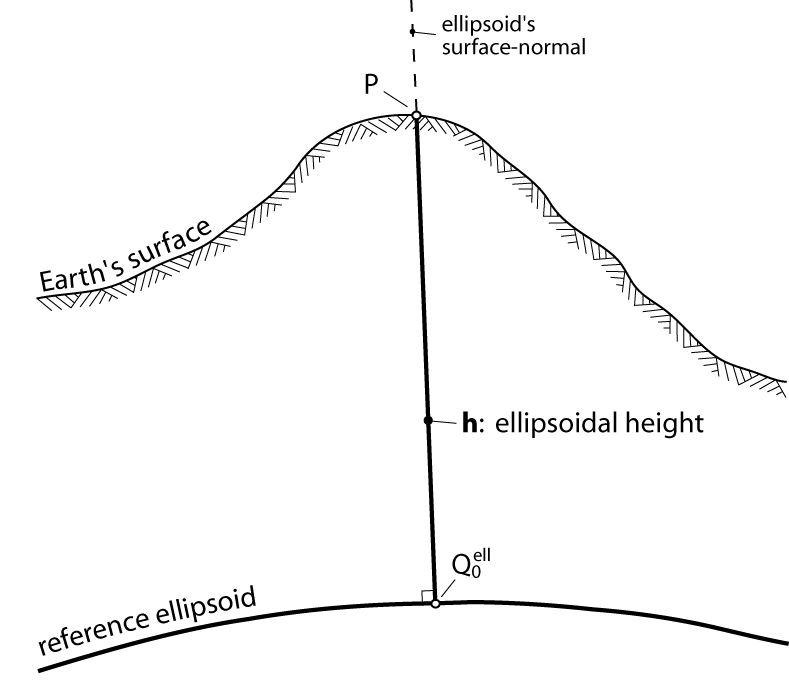 ellipsoid's
surface-normal
P
Earth's surface
h: ellipsoidal height
Q₀ᵉˡˡ
reference ellipsoid